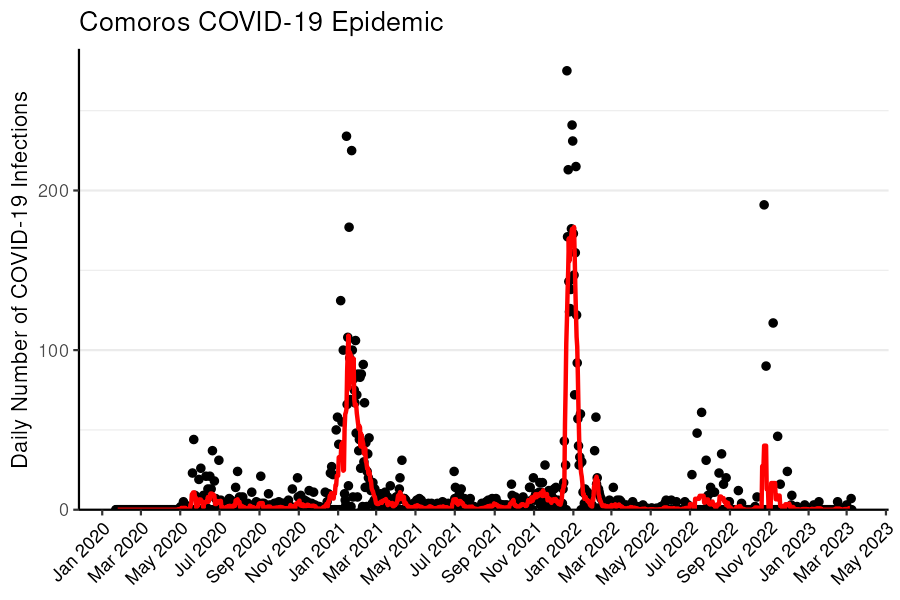 Comoros COVID-19 Epidemic
Daily Number of COVID-19 Infections
200
100
0
Jan 2020
Mar 2020
May 2020
Jul 2020
Sep 2020
Nov 2020
Jan 2021
Mar 2021
May 2021
Jul 2021
Sep 2021
Nov 2021
Jan 2022
Mar 2022
May 2022
Jul 2022
Sep 2022
Nov 2022
Jan 2023
Mar 2023
May 2023